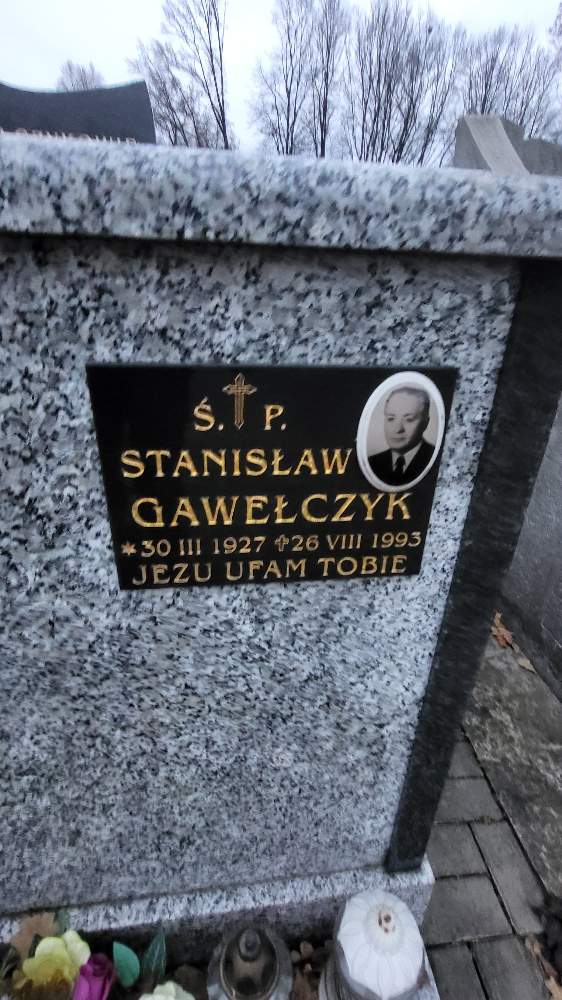 Ś. P.
STANISŁAW
GAWEŁCZYK
*30 III 1927 ✝26 VIII 1993
JEZU UFAM TOBIE